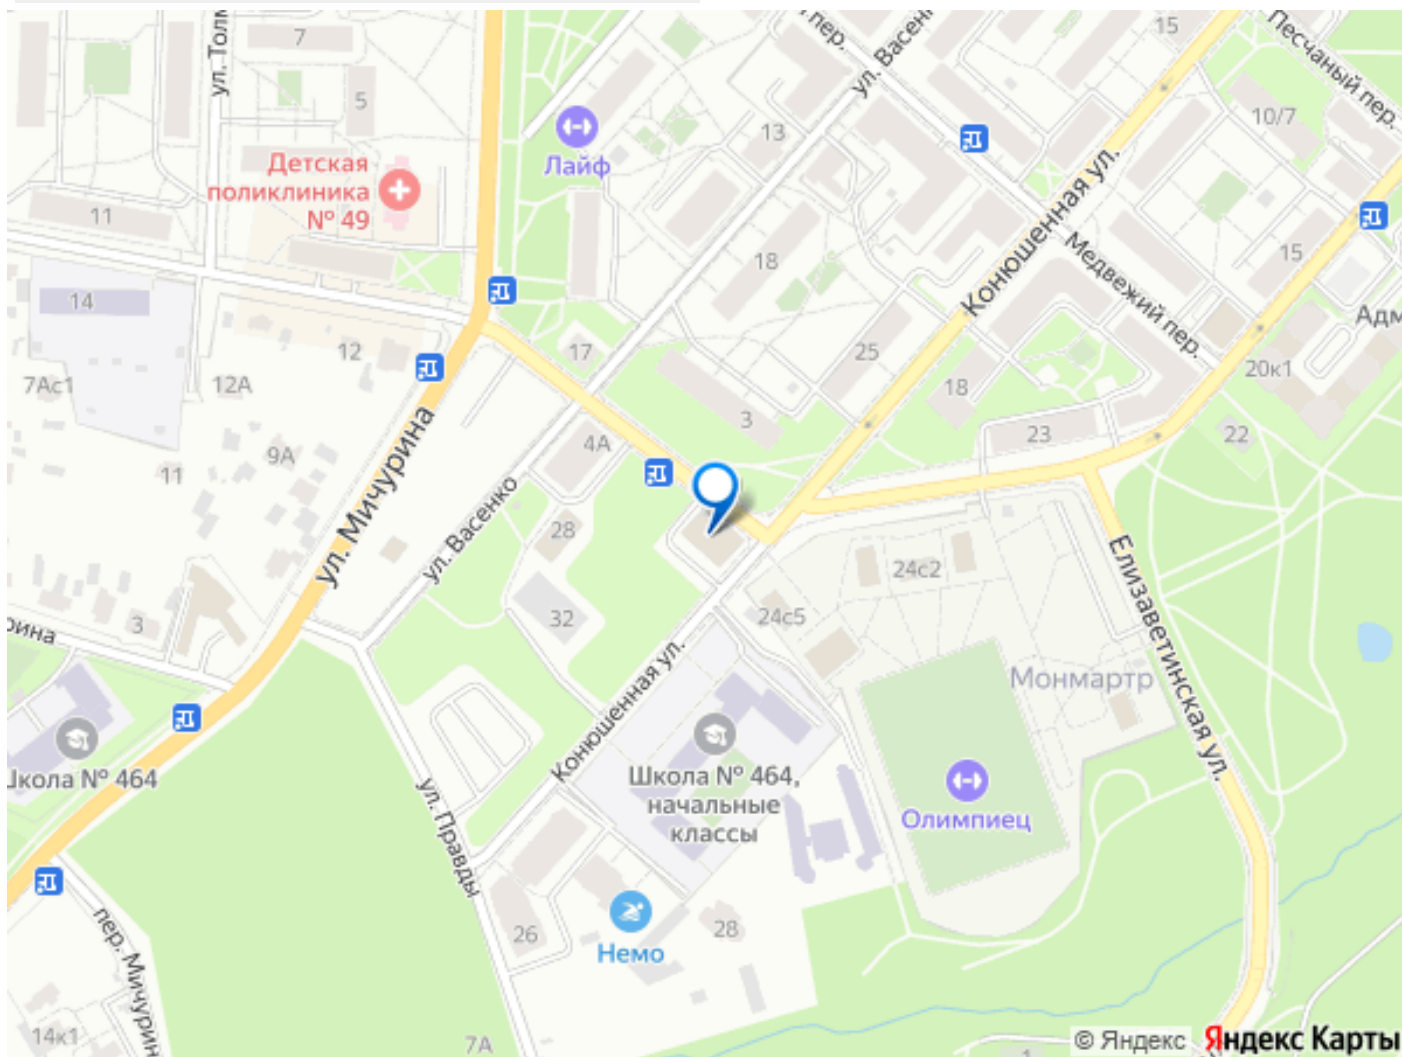 ул. Толм
7
15
пер.
ул. Васенк
Песчаный пер.
5
10/7
13
Лайф
Детская
поликлиника
№ 49
11
Конюшенная ул.
18
15
Медвежий пер.
14
Адм
12
17
25
20к1
7Ас1
12А
18
3
23
22
4А
9А
11
ул. Мичурина
ул. Васенко
28
24с2
Елизаветинская ул.
32
24с5
3
рина
Конюшенная ул.
Монмартр
Школа № 464
Школа № 464,
начальные
классы
Олимпиец
ул. Правды
26
28
Немо
пер. Мичурин
14к1
7А
1
© Яндекс
Яндекс Карты